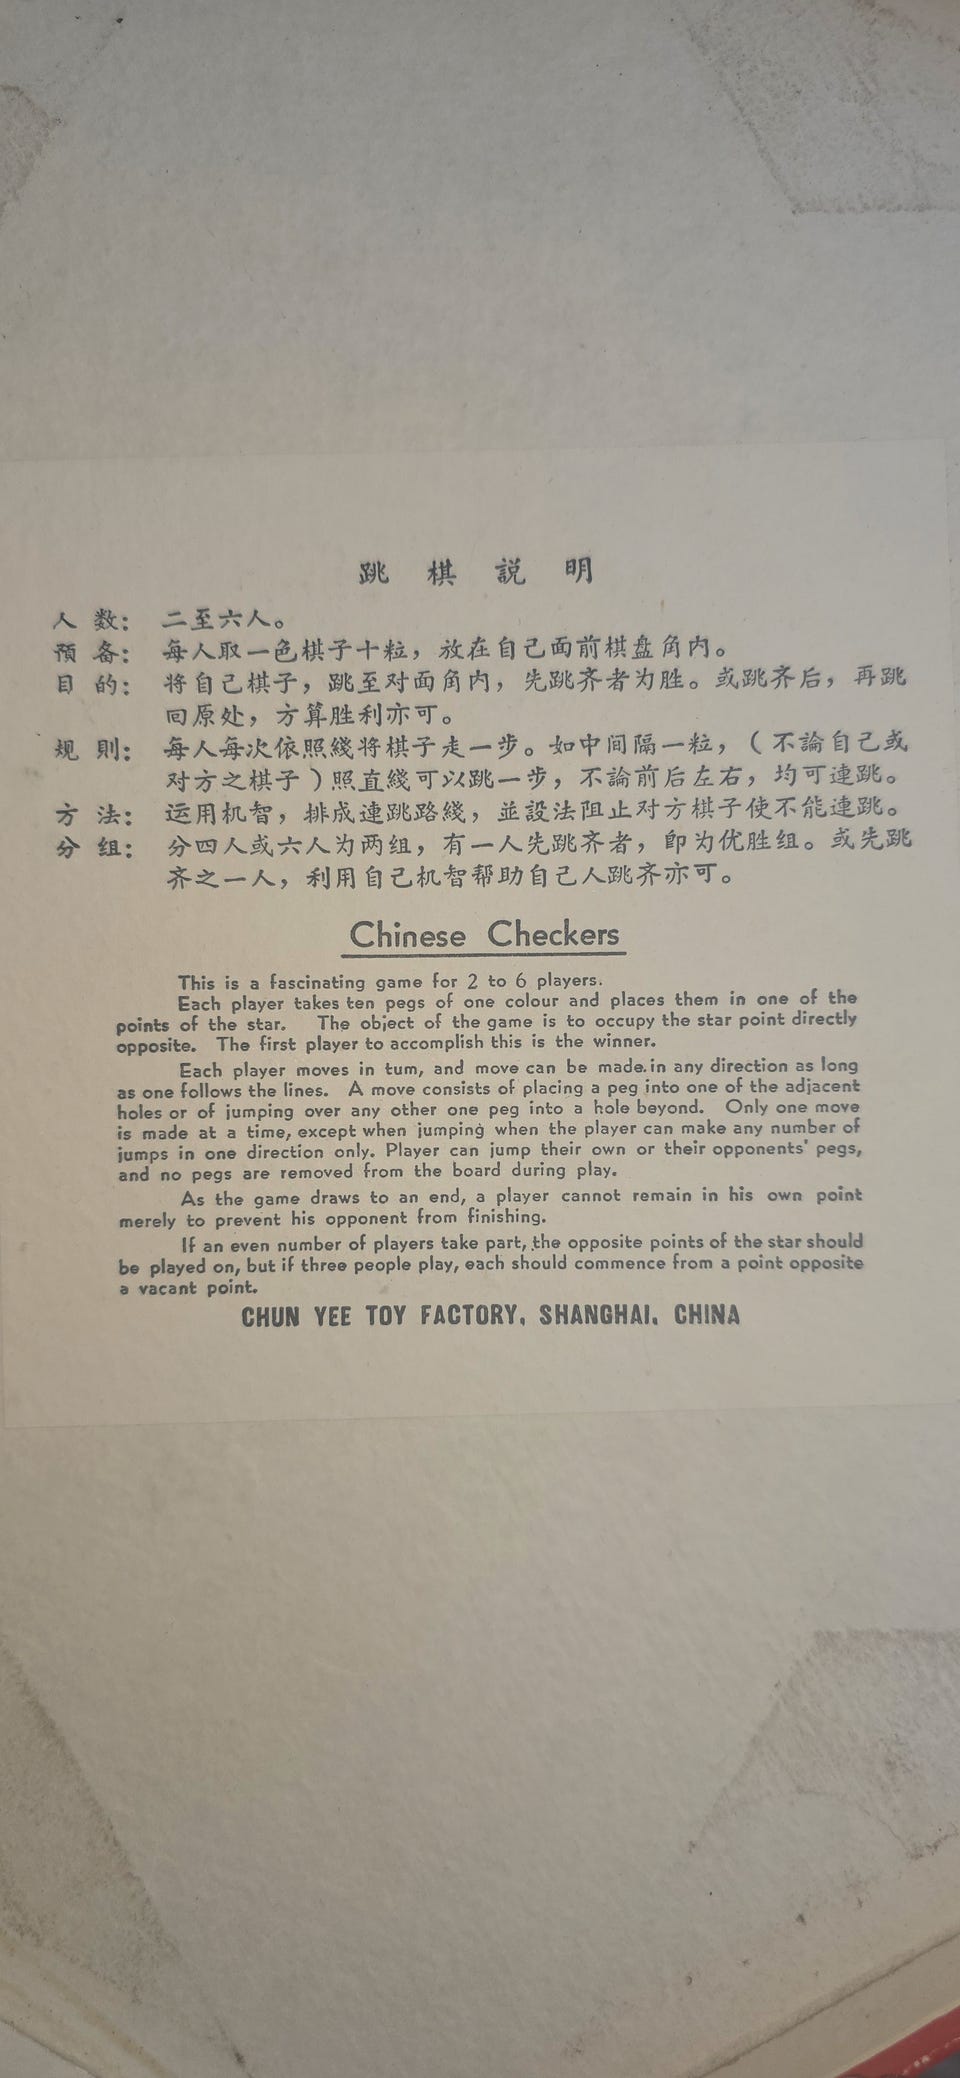 跳棋説明
人数：二至六人。
預备：每人取一色棋子十粒，放在自己面前棋盘角内。
目的：将自己棋子，跳至对面角内，先跳齐者为胜。或跳齐后，再跳
回原处，方算胜利亦可。
规則：每人每次依照綫将棋子走一步。如中间隔一粒，（不論自己或
对方之棋子）照直綫可以跳一步，不論前后左右，均可連跳。
方法：运用机智，排成連跳路綫，並設法阻止对方棋子使不能連跳。
分组：分四人或六人为两组，有一人先跳齐者，即为优胜组。或先跳
齐之一人，利用自己机智帮助自己人跳齐亦可。
Chinese Checkers
This is a fascinating game for 2 to 6 players.
Each player takes ten pegs of one colour and places them in one of the
points of the star. The object of the game is to occupy the star point directly
opposite. The first player to accomplish this is the winner.
Each player moves in tum, and move can be made in any direction as long
as one follows the lines. A move consists of placing a peg into one of the adjacent
holes or of jumping over any other one peg into a hole beyond. Only one move
is made at a time, except when jumping when the player can make any number of
jumps in one direction only. Player can jump their own or their opponents' pegs,
and no pegs are removed from the board during play.
As the game draws to an end, a player cannot remain in his own point
merely to prevent his opponent from finishing.
If an even number of players take part, the opposite points of the star should
be played on, but if three people play, each should commence from a point opposite
a vacant point.
CHUN YEE TOY FACTORY, SHANGHAI, CHINA